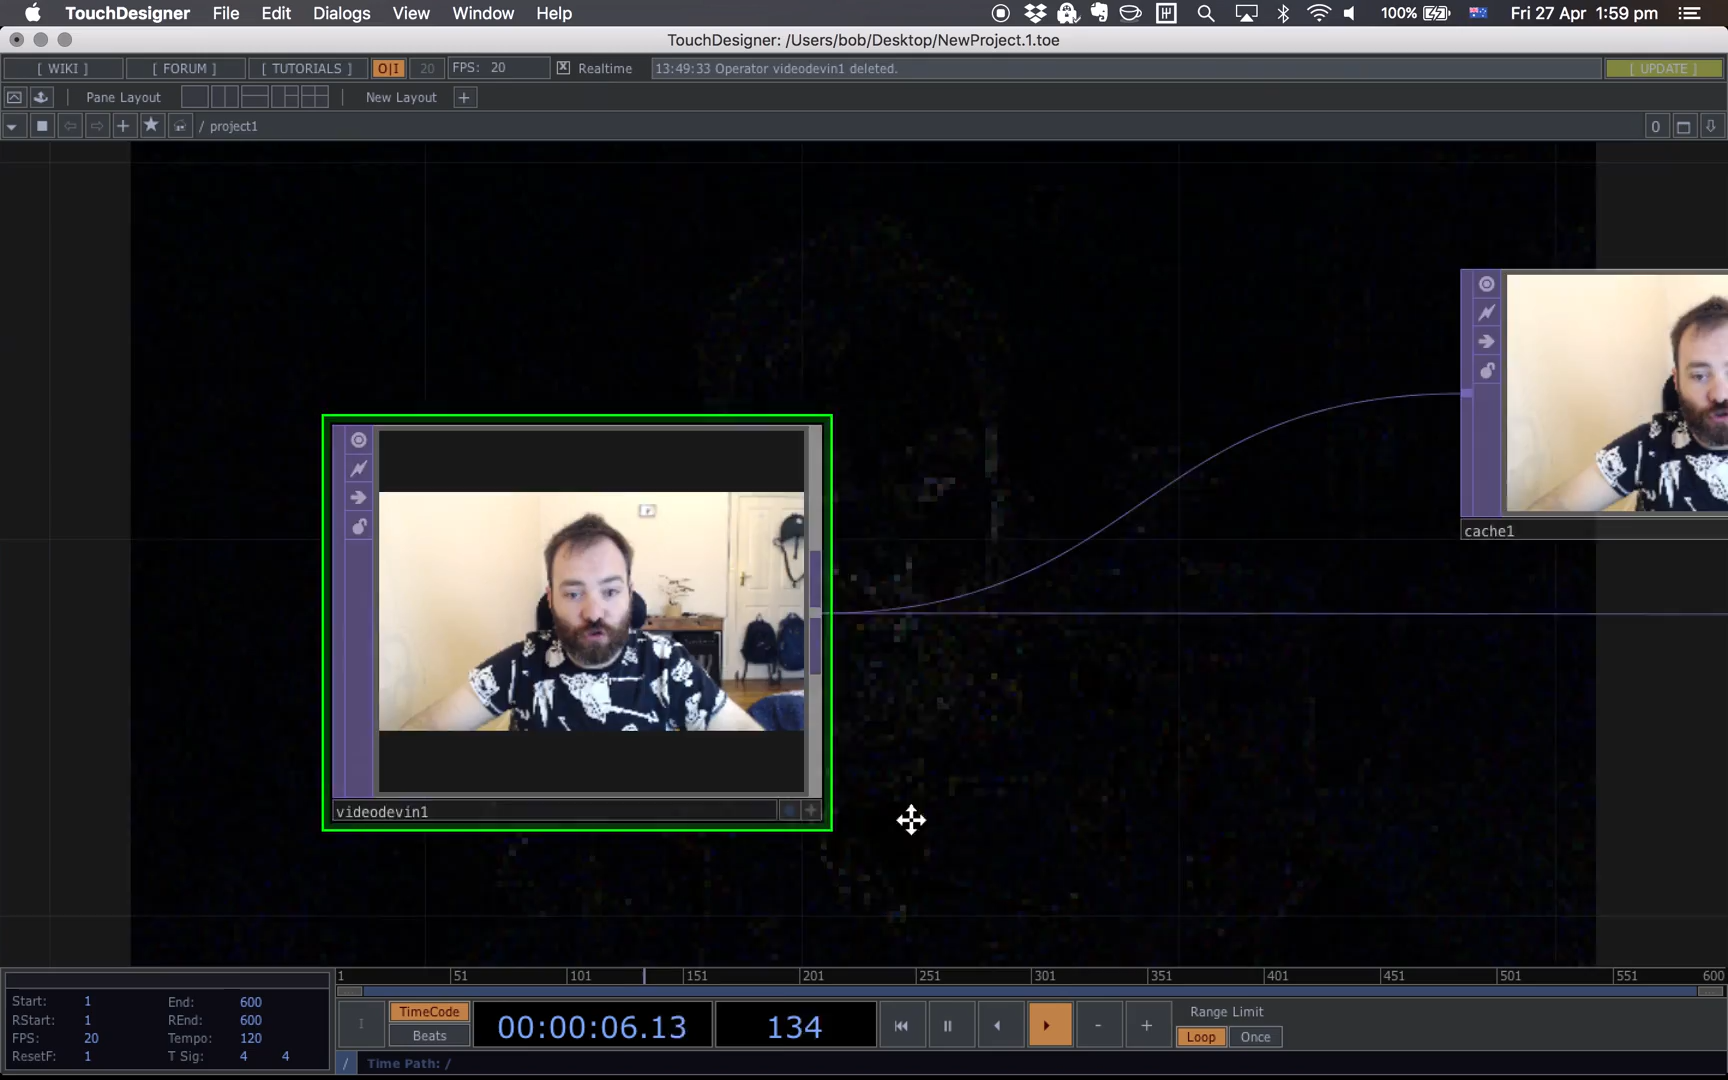 TouchDesigner File Edit Dialogs View Window Help 100% Fri 27 Apr 1:59 pm
TouchDesigner: /Users/bob/Desktop/NewProject.1.toe
[ WIKI ] [ FORUM ] [ TUTORIALS ] O|I 20 FPS: 20 Realtime 13:49:33 Operator videodevin1 deleted. [ UPDATE ]
Pane Layout New Layout +
/ project1 0
cache1
videodevin1
1 51 101 151 201 251 301 351 401 451 501 551 600
Start: 1 End: 600
RStart: 1 REnd: 600
FPS: 20 Tempo: 120
ResetF: 1 T Sig: 4 4
TimeCode
Beats
00:00:06.13 134
- +
Range Limit
Loop Once
/ Time Path: /